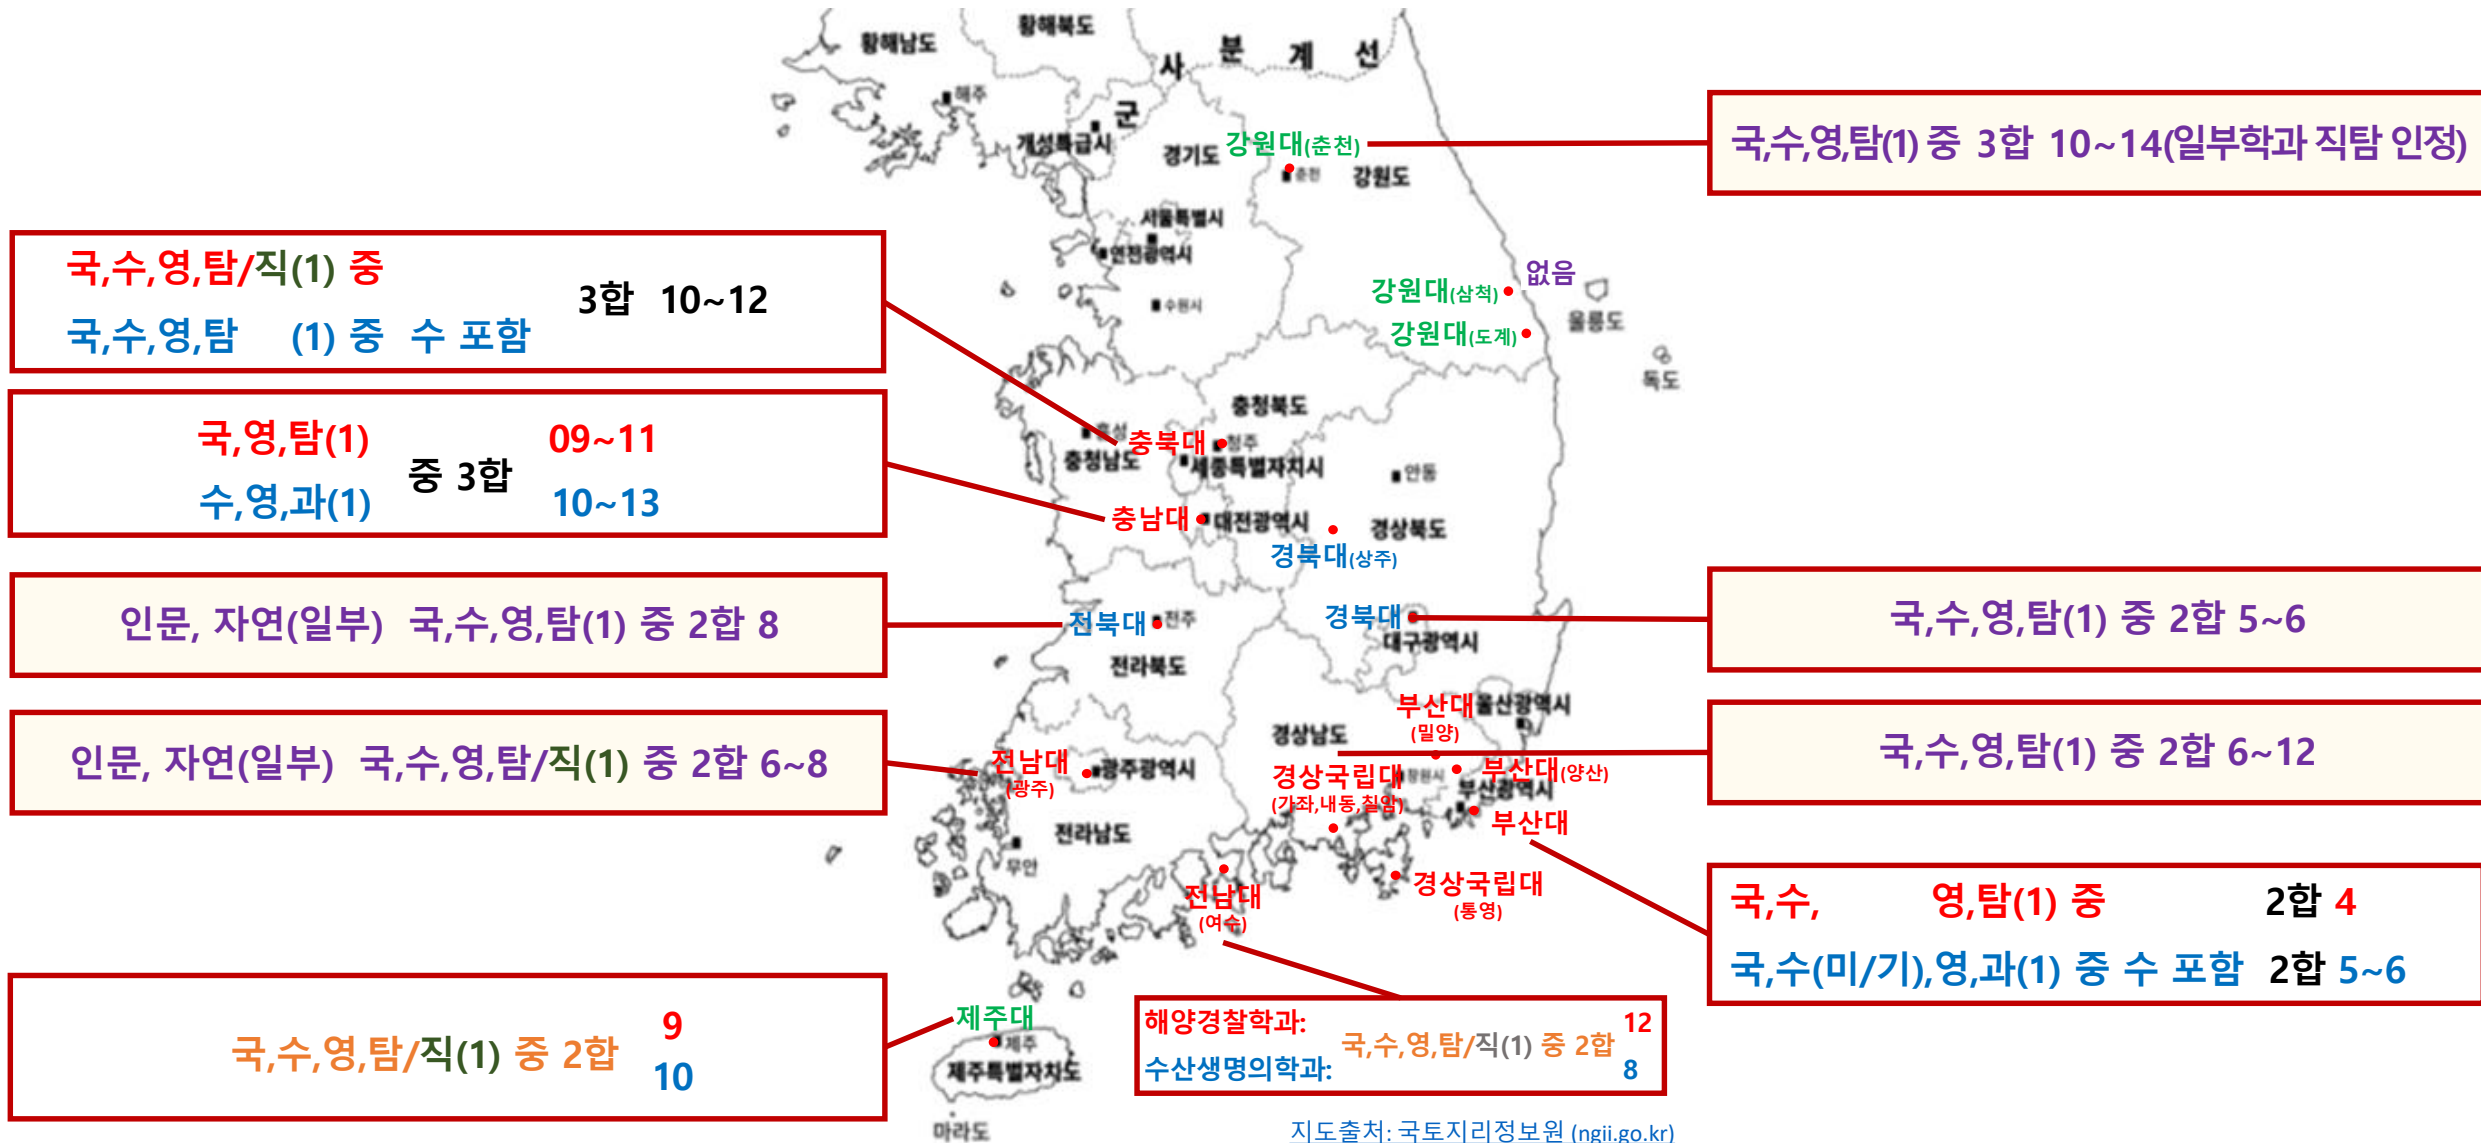 황해남도
황해북도
사 분 계 선
해주
군
개성특급시
경기도
강원대(춘천)
춘천
강원도
국,수,영,탐(1) 중 3합 10~14(일부학과 직탐 인정)
서울특별시
인천광역시
수원시
국,수,영,탐/직(1) 중
국,수,영,탐 (1) 중 수 포함
3합 10~12
없음
강원대(삼척)
강원대(도계)
울릉도
독도
국,영,탐(1) 09~11
중 3합
수,영,과(1) 10~13
충청북도
홍성
충북대
청주
충청남도
세종특별자치시
안동
충남대
대전광역시
경상북도
경북대(상주)
인문, 자연(일부) 국,수,영,탐(1) 중 2합 8
전북대
전주
전라북도
경북대
대구광역시
국,수,영,탐(1) 중 2합 5~6
인문, 자연(일부) 국,수,영,탐/직(1) 중 2합 6~8
전남대
(광주)
광주광역시
전라남도
무안
부산대
(밀양)
울산광역시
경상남도
국,수,영,탐(1) 중 2합 6~12
경상국립대
(가좌,내동,칠암)
창원시
부산대(양산)
부산광역시
부산대
전남대
(여수)
경상국립대
(통영)
국,수, 영,탐(1) 중 2합 4
국,수(미/기),영,과(1) 중 수 포함 2합 5~6
국,수,영,탐/직(1) 중 2합
9
10
제주대
제주
제주특별자치도
마라도
해양경찰학과: 12
국,수,영,탐/직(1) 중 2합
수산생명의학과: 8
지도출처: 국토지리정보원 (ngii.go.kr)